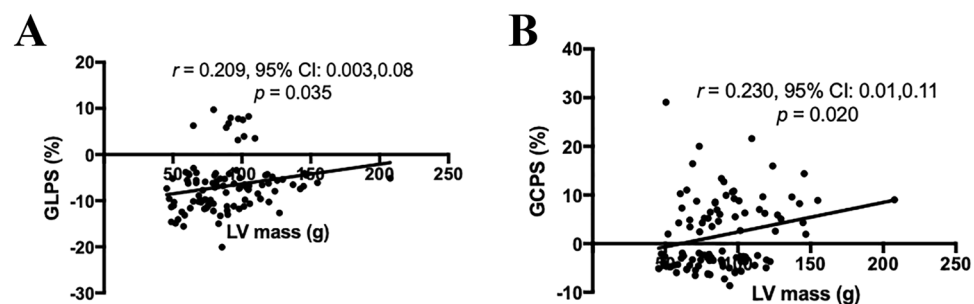 A
20
10
0
-10
-20
-30
GLPS (%)
r = 0.209, 95% CI: 0.003,0.08
p = 0.035
50 100 150 200 250
LV mass (g)
B
40
30
20
10
0
-10
GCPS (%)
r = 0.230, 95% CI: 0.01,0.11
p = 0.020
50 100 150 200 250
LV mass (g)